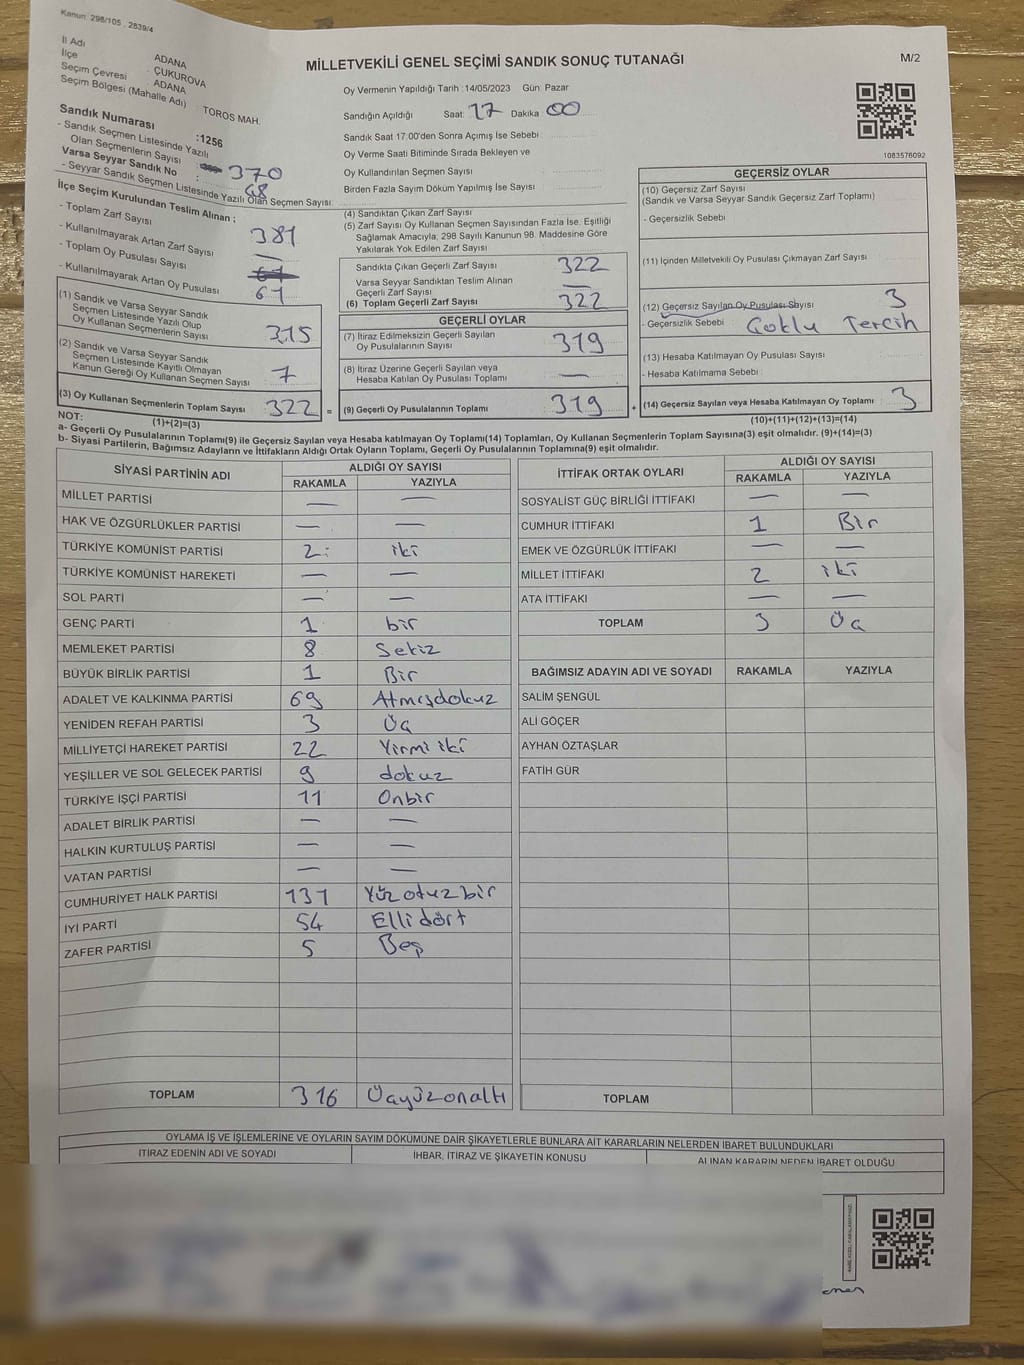 Kanun: 298/105 , 2839/4
MİLLETVEKİLİ GENEL SEÇİMİ SANDIK SONUÇ TUTANAĞI
M/2
İl Adı ADANA
İlçe : ÇUKUROVA
Seçim Çevresi : ADANA
Seçim Bölgesi (Mahalle Adı) TOROS MAH.
Sandık Numarası :1256
- Sandık Seçmen Listesinde Yazılı
Olan Seçmenlerin Sayısı : 370
Varsa Seyyar Sandık No :
- Seyyar Sandık Seçmen Listesinde Yazılı Olan Seçmen Sayısı:
İlçe Seçim Kurulundan Teslim Alınan ;
- Toplam Zarf Sayısı 381
- Kullanılmayarak Artan Zarf Sayısı —
- Toplam Oy Pusulası Sayısı
- Kullanılmayarak Artan Oy Pusulası 61
(1) Sandık ve Varsa Seyyar Sandık
Seçmen Listesinde Yazılı Olup
Oy Kullanan Seçmenlerin Sayısı 315
(2) Sandık ve Varsa Seyyar Sandık
Seçmen Listesinde Kayıtlı Olmayan
Kanun Gereği Oy Kullanan Seçmen Sayısı 7
(3) Oy Kullanan Seçmenlerin Toplam Sayısı 322 =
(1)+(2)=(3)
Oy Vermenin Yapıldığı Tarih :14/05/2023 Gün: Pazar
Sandığın Açıldığı Saat: 17 Dakika 00
Sandık Saat 17.00'den Sonra Açımış İse Sebebi :
Oy Verme Saati Bitiminde Sırada Bekleyen ve
Oy Kullandırılan Seçmen Sayısı
Birden Fazla Sayım Döküm Yapılmış İse Sayısı
(4) Sandıktan Çıkan Zarf Sayısı
(5) Zarf Sayısı Oy Kullanan Seçmen Sayısından Fazla İse, Eşitliği
Sağlamak Amacıyla; 298 Sayılı Kanunun 98. Maddesine Göre
Yakılarak Yok Edilen Zarf Sayısı
Sandıkta Çıkan Geçerli Zarf Sayısı 322
Varsa Seyyar Sandıktan Teslim Alınan
Geçerli Zarf Sayısı —
(6) Toplam Geçerli Zarf Sayısı 322
GEÇERLİ OYLAR
(7) İtiraz Edilmeksizin Geçerli Sayılan
Oy Pusulalarının Sayısı 319
(8) İtiraz Üzerine Geçerli Sayılan veya
Hesaba Katılan Oy Pusulası Toplamı —
(9) Geçerli Oy Pusulalarının Toplamı 319 +
1083576092
GEÇERSİZ OYLAR
(10) Geçersiz Zarf Sayısı
(Sandık ve Varsa Seyyar Sandık Geçersiz Zarf Toplamı)
- Geçersizlik Sebebi
(11) İçinden Milletvekili Oy Pusulası Çıkmayan Zarf Sayısı
(12) Geçersiz Sayılan Oy Pusulası Sayısı 3
- Geçersizlik Sebebi Çoklu Tercih
(13) Hesaba Katılmayan Oy Pusulası Sayısı
- Hesaba Katılmama Sebebi
(14) Geçersiz Sayılan veya Hesaba Katılmayan Oy Toplamı 3
(10)+(11)+(12)+(13)=(14)
NOT:
a- Geçerli Oy Pusulalarının Toplamı(9) ile Geçersiz Sayılan veya Hesaba katılmayan Oy Toplamı(14) Toplamları, Oy Kullanan Seçmenlerin Toplam Sayısına(3) eşit olmalıdır. (9)+(14)=(3)
b- Siyasi Partilerin, Bağımsız Adayların ve İttifakların Aldığı Ortak Oyların Toplamı, Geçerli Oy Pusulalarının Toplamına(9) eşit olmalıdır.
SİYASİ PARTİNİN ADI ALDIĞI OY SAYISI
RAKAMLA YAZIYLA
MİLLET PARTİSİ — —
HAK VE ÖZGÜRLÜKLER PARTİSİ — —
TÜRKİYE KOMÜNİST PARTİSİ 2 iki
TÜRKİYE KOMÜNİST HAREKETİ — —
SOL PARTİ — —
GENÇ PARTİ 1 bir
MEMLEKET PARTİSİ 8 Sekiz
BÜYÜK BİRLİK PARTİSİ 1 Bir
ADALET VE KALKINMA PARTİSİ 69 Atmışdokuz
YENİDEN REFAH PARTİSİ 3 Üç
MİLLİYETÇİ HAREKET PARTİSİ 22 Yirmi iki
YEŞİLLER VE SOL GELECEK PARTİSİ 9 dokuz
TÜRKİYE İŞÇİ PARTİSİ 11 Onbir
ADALET BİRLİK PARTİSİ — —
HALKIN KURTULUŞ PARTİSİ — —
VATAN PARTİSİ — —
CUMHURİYET HALK PARTİSİ 131 Yüzotuzbir
İYİ PARTİ 54 Elli dört
ZAFER PARTİSİ 5 Beş
TOPLAM 316 Üçyüzonaltı
İTTİFAK ORTAK OYLARI ALDIĞI OY SAYISI
RAKAMLA YAZIYLA
SOSYALİST GÜÇ BİRLİĞİ İTTİFAKI — —
CUMHUR İTTİFAKI 1 Bir
EMEK VE ÖZGÜRLÜK İTTİFAKI — —
MİLLET İTTİFAKI 2 iki
ATA İTTİFAKI — —
TOPLAM 3 Üç
BAĞIMSIZ ADAYIN ADI VE SOYADI RAKAMLA YAZIYLA
SALİM ŞENGÜL
ALİ GÖÇER
AYHAN ÖZTAŞLAR
FATİH GÜR
TOPLAM
OYLAMA İŞ VE İŞLEMLERİNE VE OYLARIN SAYIM DÖKÜMÜNE DAİR ŞİKAYETLERLE BUNLARA AİT KARARLARIN NELERDEN İBARET BULUNDUKLARI
İTİRAZ EDENİN ADI VE SOYADI İHBAR, İTİRAZ VE ŞİKAYETİN KONUSU ALINAN KARARIN NEDEN İBARET OLDUĞU